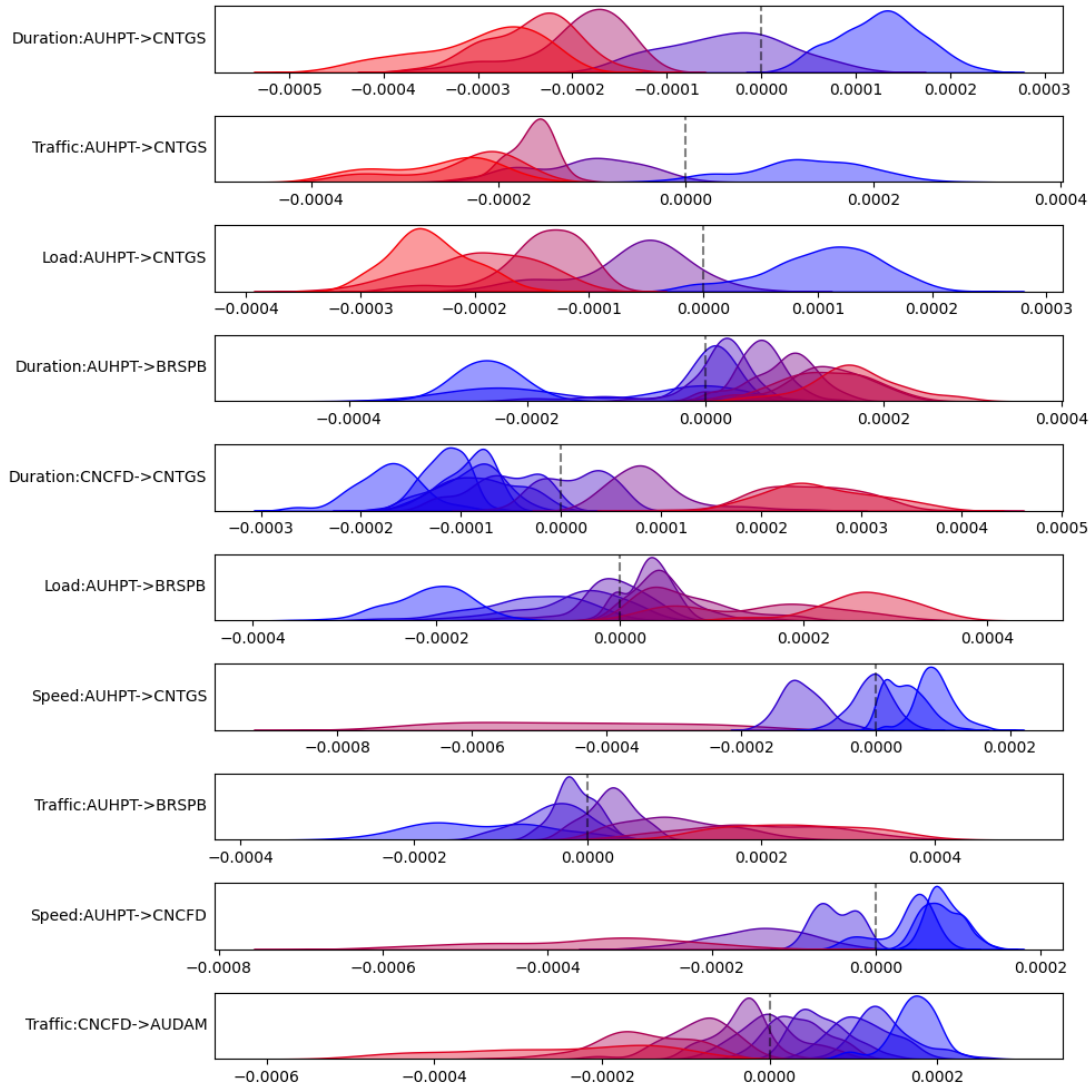 Duration:AUHPT->CNTGS
−0.0005 −0.0004 −0.0003 −0.0002 −0.0001 0.0000 0.0001 0.0002 0.0003
Traffic:AUHPT->CNTGS
−0.0004 −0.0002 0.0000 0.0002 0.0004
Load:AUHPT->CNTGS
−0.0004 −0.0003 −0.0002 −0.0001 0.0000 0.0001 0.0002 0.0003
Duration:AUHPT->BRSPB
−0.0004 −0.0002 0.0000 0.0002 0.0004
Duration:CNCFD->CNTGS
−0.0003 −0.0002 −0.0001 0.0000 0.0001 0.0002 0.0003 0.0004 0.0005
Load:AUHPT->BRSPB
−0.0004 −0.0002 0.0000 0.0002 0.0004
Speed:AUHPT->CNTGS
−0.0008 −0.0006 −0.0004 −0.0002 0.0000 0.0002
Traffic:AUHPT->BRSPB
−0.0004 −0.0002 0.0000 0.0002 0.0004
Speed:AUHPT->CNCFD
−0.0008 −0.0006 −0.0004 −0.0002 0.0000 0.0002
Traffic:CNCFD->AUDAM
−0.0006 −0.0004 −0.0002 0.0000 0.0002